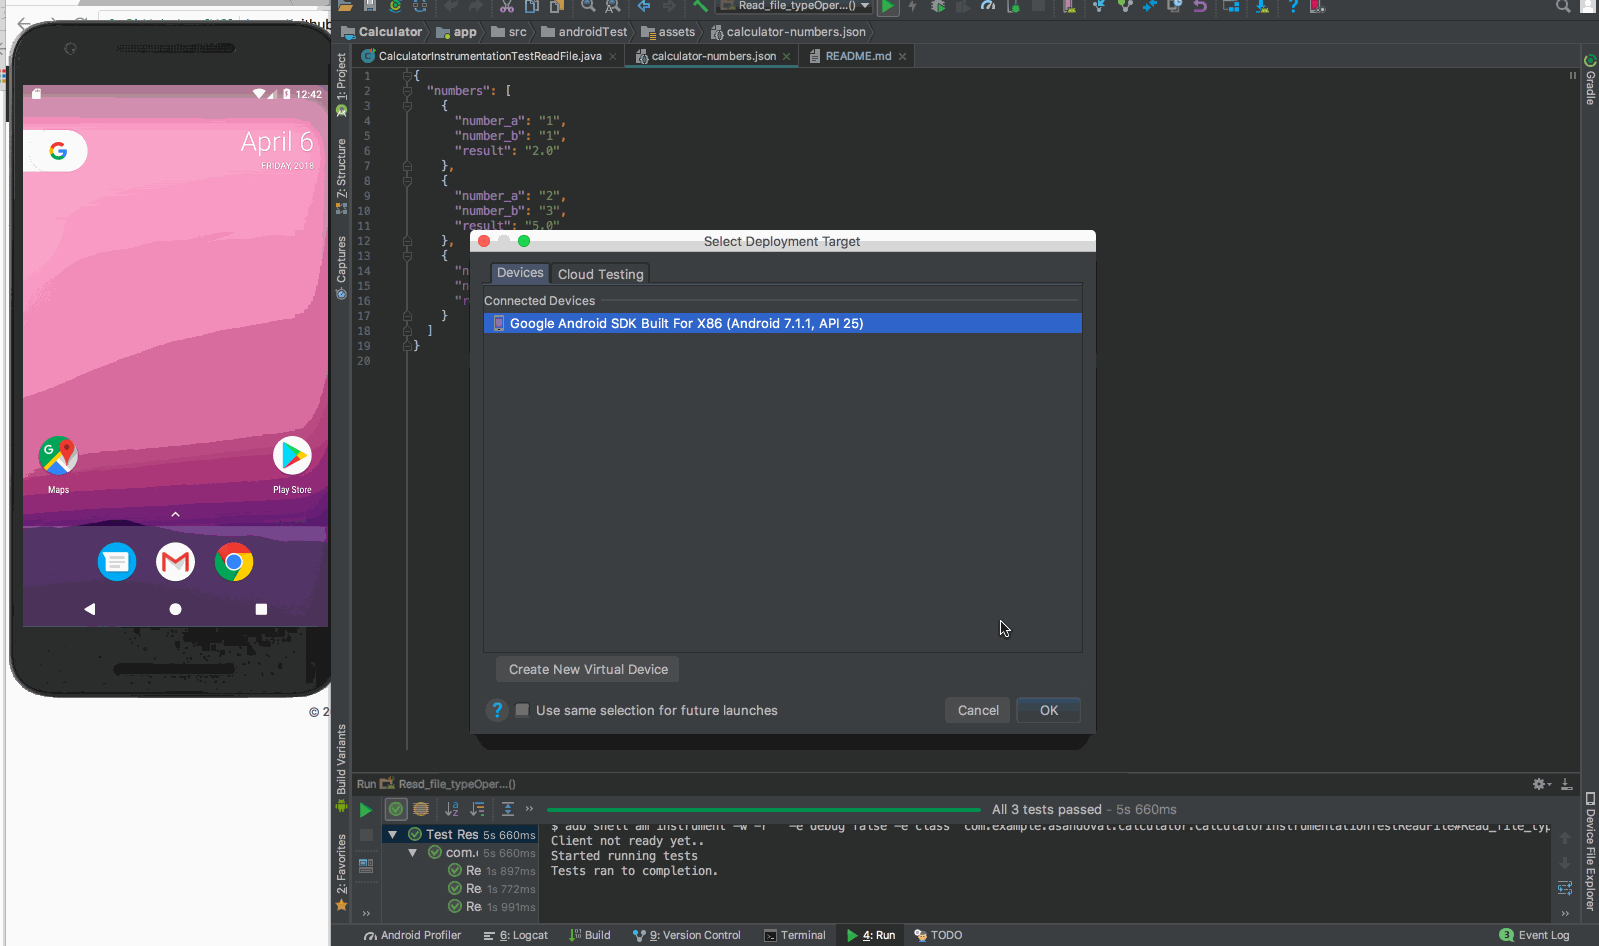 Read_file_typeOper...()
Calculator app src androidTest assets calculator-numbers.json
CalculatorInstrumentationTestReadFile.java calculator-numbers.json README.md
12:42
April 6
FRIDAY, 2018
G
Maps
Play Store
1: Project
Z: Structure
Captures
Build Variants
2: Favorites
Gradle
Device File Explorer
1 {
2 "numbers": [
3 {
4 "number_a": "1",
5 "number_b": "1",
6 "result": "2.0"
7 },
8 {
9 "number_a": "2",
10 "number_b": "3",
11 "result": "5.0"
12 },
13 {
14 "n
15 "n
16 "r
17 }
18 ]
19 }
20
Select Deployment Target
Devices Cloud Testing
Connected Devices
Google Android SDK Built For X86 (Android 7.1.1, API 25)
Create New Virtual Device
? Use same selection for future launches
Cancel OK
© 2
Run Read_file_typeOper...()
All 3 tests passed - 5s 660ms
Test Res 5s 660ms
com.( 5s 660ms
Re 1s 897ms
Re 1s 772ms
Re 1s 991ms
$ adb shell am instrument -w -r -e debug false -e class com.example.asandoval.calculator.CalculatorInstrumentationTestReadFile#Read_file_typ
Client not ready yet..
Started running tests
Tests ran to completion.
Android Profiler 6: Logcat Build 9: Version Control Terminal 4: Run TODO 3 Event Log